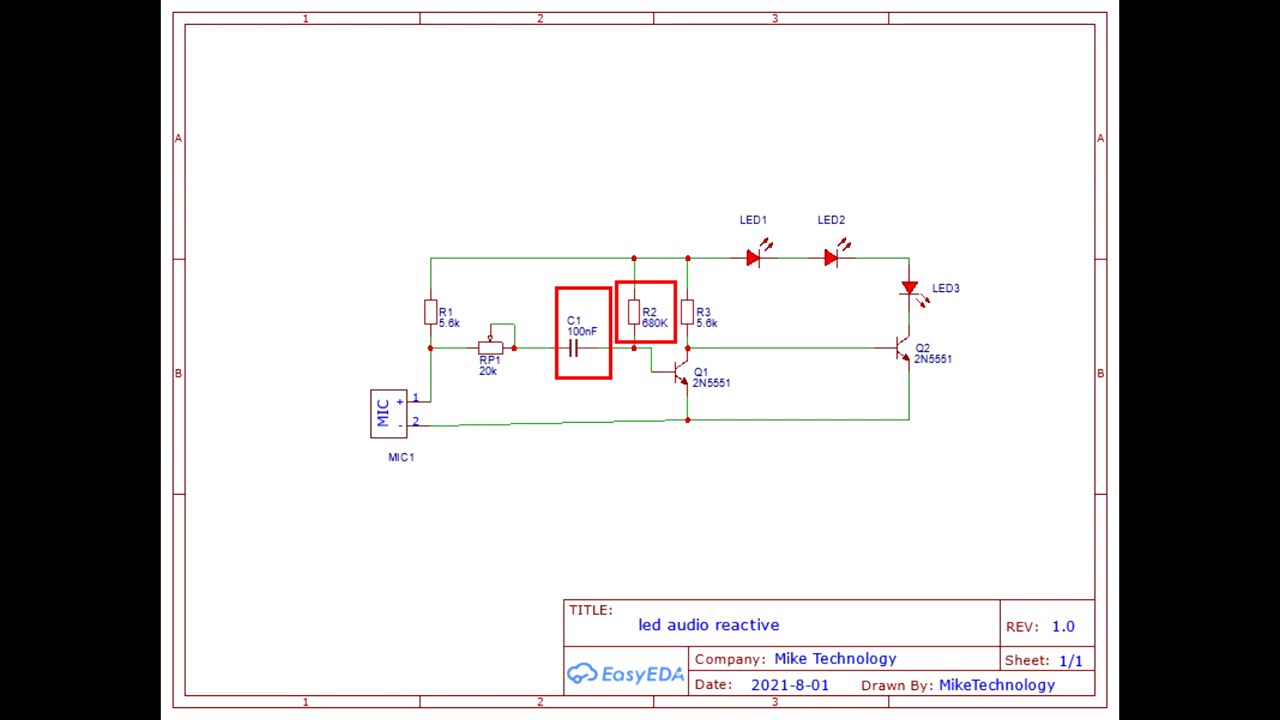 1 2 3
A A
LED1 LED2
LED3
R1
5.6k
C1
100nF
R2
680K
R3
5.6k
RP1
20k
Q1
2N5551
Q2
2N5551
B B
MIC
+ 1
- 2
MIC1
TITLE:
led audio reactive
REV: 1.0
EasyEDA
Company: Mike Technology
Sheet: 1/1
Date: 2021-8-01
Drawn By: MikeTechnology
1 2 3